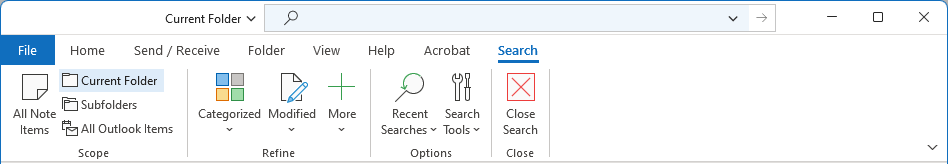 Current Folder
File Home Send / Receive Folder View Help Acrobat Search
All Note Items
Current Folder
Subfolders
All Outlook Items
Scope
Categorized
Modified
More
Refine
Recent Searches
Search Tools
Options
Close Search
Close